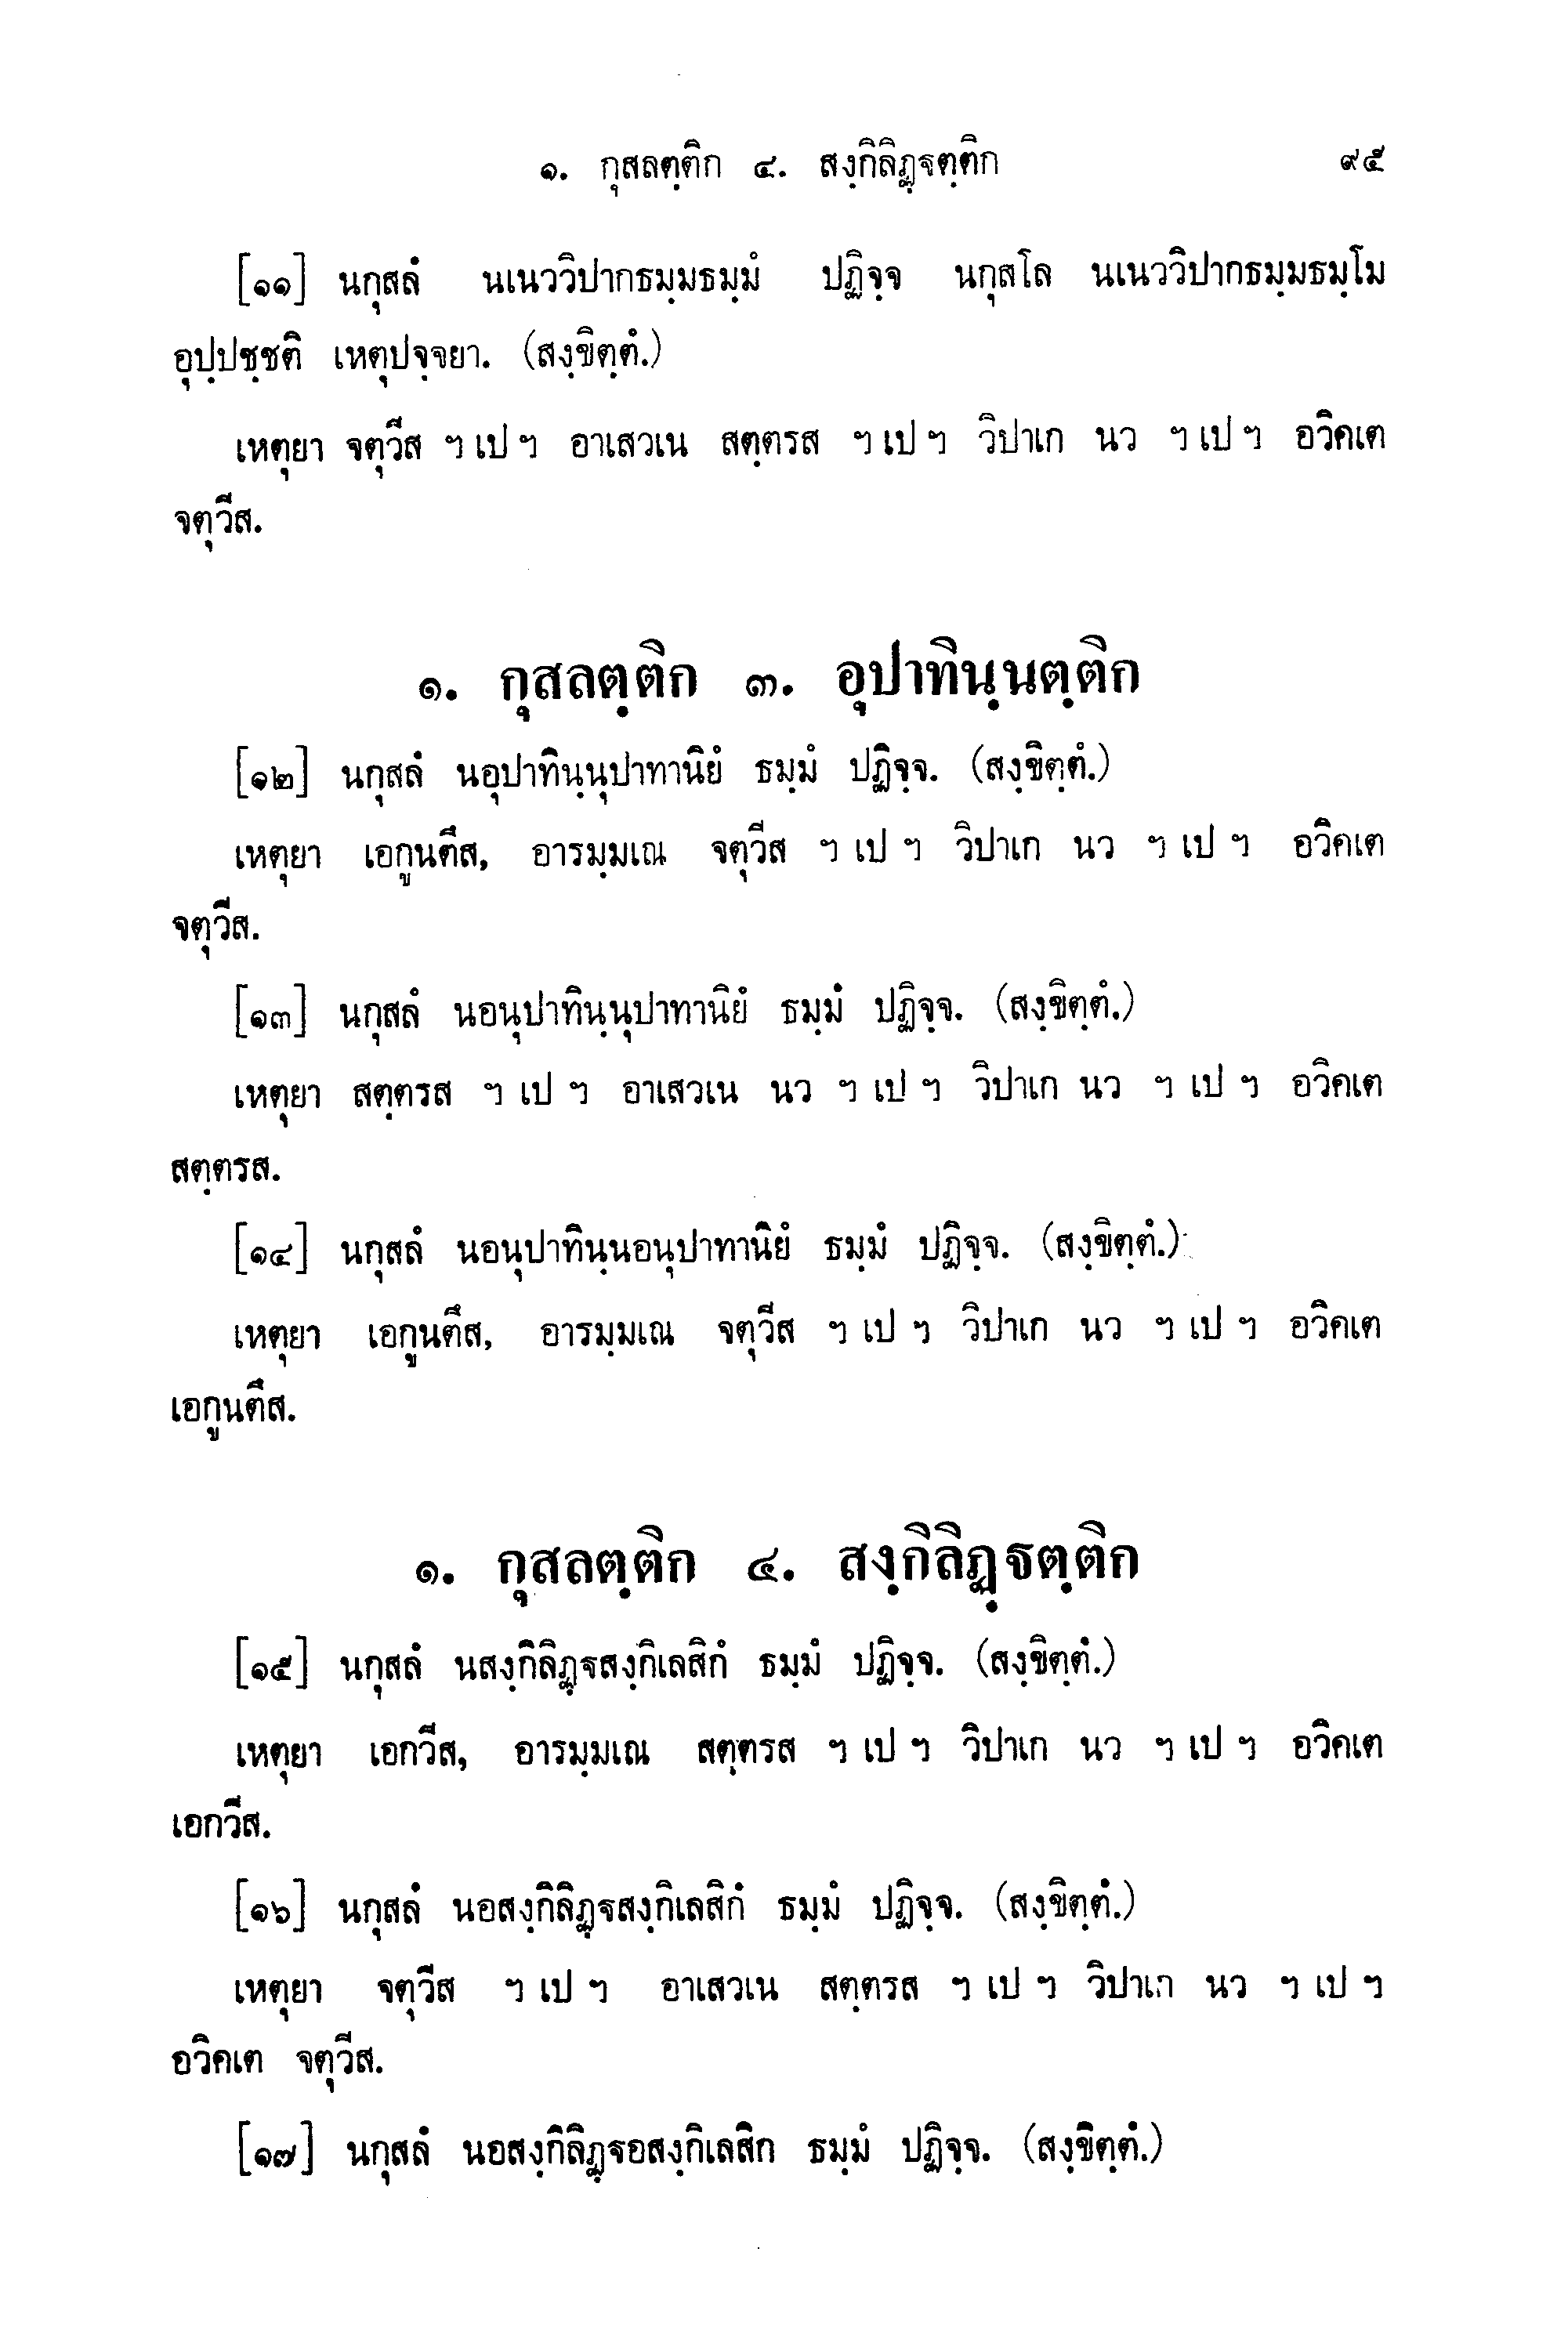 ๑. กุสลตฺติก ๔. สงฺกิลิฏฺฐตฺติก ๙๕
[๑๑] นกุสลํ นเนววิปากธมฺมธมฺมํ ปฏิจฺจ นกุสโล นเนววิปากธมฺมธมฺโม
อุปฺปชฺชติ เหตุปจฺจยา. (สงฺขิตฺตํ.)
เหตุยา จตุวีส ฯ เป ฯ อาเสวเน สตฺตรส ฯ เป ฯ วิปาเก นว ฯ เป ฯ อวิคเต
จตุวีส.
๑. กุสลตฺติก ๓. อุปาทินฺนตฺติก
[๑๒] นกุสลํ นอุปาทินฺนุปาทานิยํ ธมฺมํ ปฏิจฺจ. (สงฺขิตฺตํ.)
เหตุยา เอกูนตึส, อารมฺมเณ จตุวีส ฯ เป ฯ วิปาเก นว ฯ เป ฯ อวิคเต
จตุวีส.
[๑๓] นกุสลํ นอนุปาทินฺนุปาทานิยํ ธมฺมํ ปฏิจฺจ. (สงฺขิตฺตํ.)
เหตุยา สตฺตรส ฯ เป ฯ อาเสวเน นว ฯ เป ฯ วิปาเก นว ฯ เป ฯ อวิคเต
สตฺตรส.
[๑๔] นกุสลํ นอนุปาทินฺนอนุปาทานิยํ ธมฺมํ ปฏิจฺจ. (สงฺขิตฺตํ.)
เหตุยา เอกูนตึส, อารมฺมเณ จตุวีส ฯ เป ฯ วิปาเก นว ฯ เป ฯ อวิคเต
เอกูนตึส.
๑. กุสลตฺติก ๔. สงฺกิลิฏฺฐตฺติก
[๑๕] นกุสลํ นสงฺกิลิฏฺฐสงฺกิเลสิกํ ธมฺมํ ปฏิจฺจ. (สงฺขิตฺตํ.)
เหตุยา เอกวีส, อารมฺมเณ สตฺตรส ฯ เป ฯ วิปาเก นว ฯ เป ฯ อวิคเต
เอกวีส.
[๑๖] นกุสลํ นอสงฺกิลิฏฺฐสงฺกิเลสิกํ ธมฺมํ ปฏิจฺจ. (สงฺขิตฺตํ.)
เหตุยา จตุวีส ฯ เป ฯ อาเสวเน สตฺตรส ฯ เป ฯ วิปาเก นว ฯ เป ฯ
อวิคเต จตุวีส.
[๑๗] นกุสลํ นอสงฺกิลิฏฺฐอสงฺกิเลสิก ธมฺมํ ปฏิจฺจ. (สงฺขิตฺตํ.)